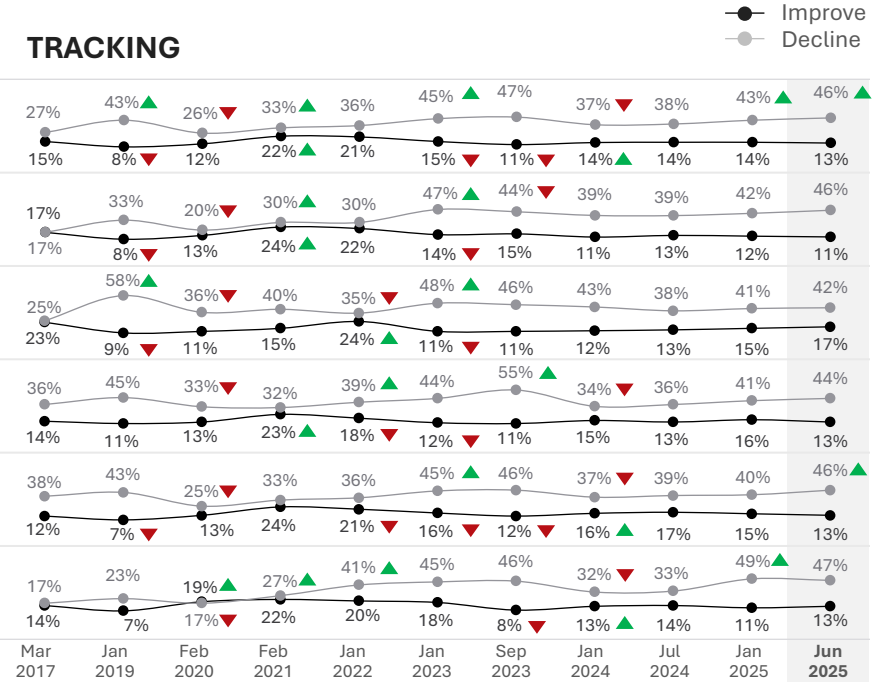 Improve
Decline
TRACKING
27% 43% 26% 33% 36% 45% 47% 37% 38% 43% 46%
15% 8% 12% 22% 21% 15% 11% 14% 14% 14% 13%
17% 33% 20% 30% 30% 47% 44% 39% 39% 42% 46%
17% 8% 13% 24% 22% 14% 15% 11% 13% 12% 11%
25% 58% 36% 40% 35% 48% 46% 43% 38% 41% 42%
23% 9% 11% 15% 24% 11% 11% 12% 13% 15% 17%
36% 45% 33% 32% 39% 44% 55% 34% 36% 41% 44%
14% 11% 13% 23% 18% 12% 11% 15% 13% 16% 13%
38% 43% 25% 33% 36% 45% 46% 37% 39% 40% 46%
12% 7% 13% 24% 21% 16% 12% 16% 17% 15% 13%
17% 23% 19% 27% 41% 45% 46% 32% 33% 49% 47%
14% 7% 17% 22% 20% 18% 8% 13% 14% 11% 13%
Mar Jan Feb Feb Jan Jan Sep Jan Jul Jan Jun
2017 2019 2020 2021 2022 2023 2023 2024 2024 2025 2025